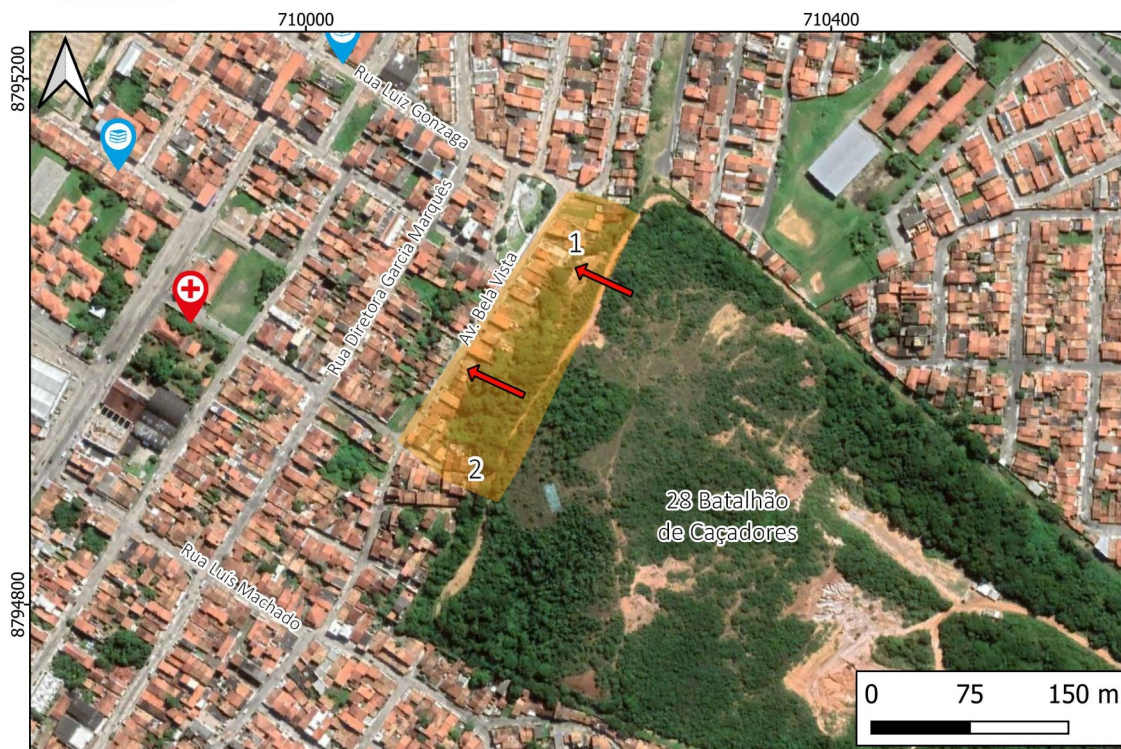 710000
710400
8795200
Rua Luiz Gonzaga
Rua Diretora Garcia Marquês
Av. Bela Vista
1
2
28 Batalhão
de Caçadores
8794800
Rua Luís Machado
0 75 150 m